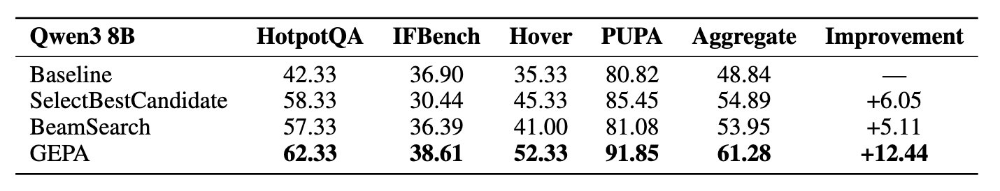 Qwen3 8B HotpotQA IFBench Hover PUPA Aggregate Improvement
Baseline 42.33 36.90 35.33 80.82 48.84 —
SelectBestCandidate 58.33 30.44 45.33 85.45 54.89 +6.05
BeamSearch 57.33 36.39 41.00 81.08 53.95 +5.11
GEPA 62.33 38.61 52.33 91.85 61.28 +12.44